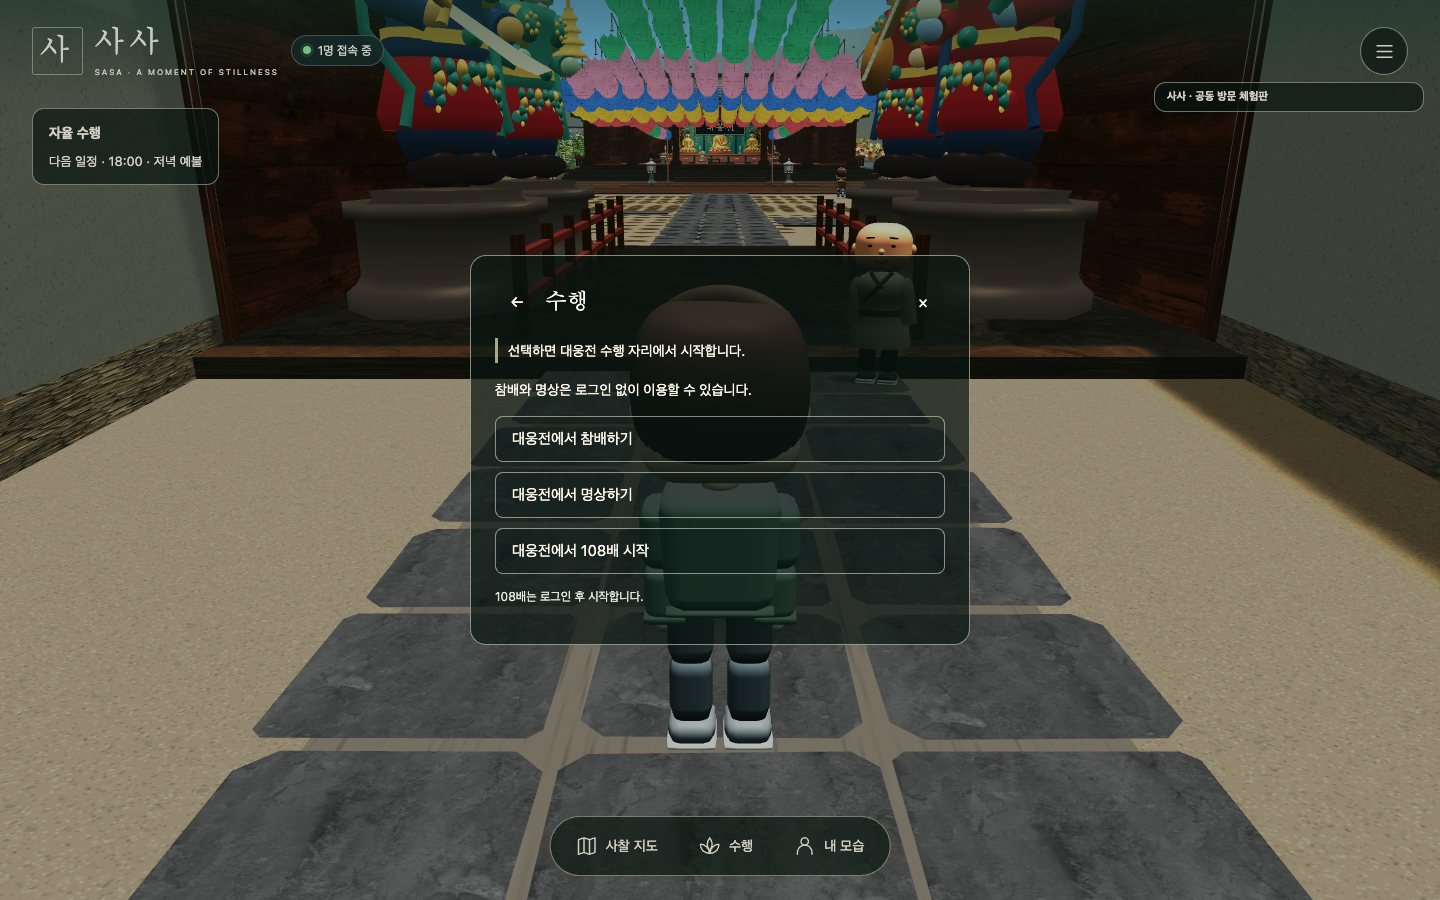 사
사사
SASA · A MOMENT OF STILLNESS
1명 접속 중
사사 · 공동 방문 체험판
자율 수행
다음 일정 · 18:00 · 저녁 예불
수행
선택하면 대웅전 수행 자리에서 시작합니다.
참배와 명상은 로그인 없이 이용할 수 있습니다.
대웅전에서 참배하기
대웅전에서 명상하기
대웅전에서 108배 시작
108배는 로그인 후 시작합니다.
사찰 지도
수행
내 모습